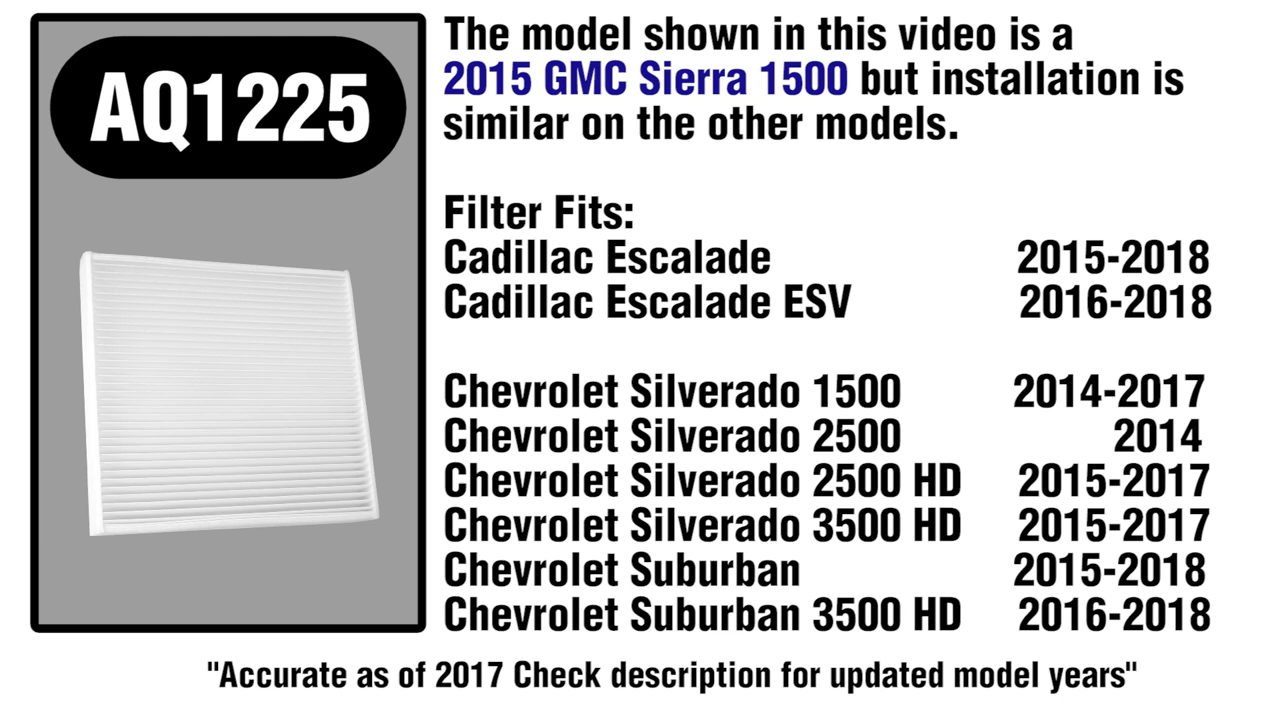 AQ1225
The model shown in this video is a
2015 GMC Sierra 1500 but installation is
similar on the other models.
Filter Fits:
Cadillac Escalade 2015-2018
Cadillac Escalade ESV 2016-2018
Chevrolet Silverado 1500 2014-2017
Chevrolet Silverado 2500 2014
Chevrolet Silverado 2500 HD 2015-2017
Chevrolet Silverado 3500 HD 2015-2017
Chevrolet Suburban 2015-2018
Chevrolet Suburban 3500 HD 2016-2018
"Accurate as of 2017 Check description for updated model years"